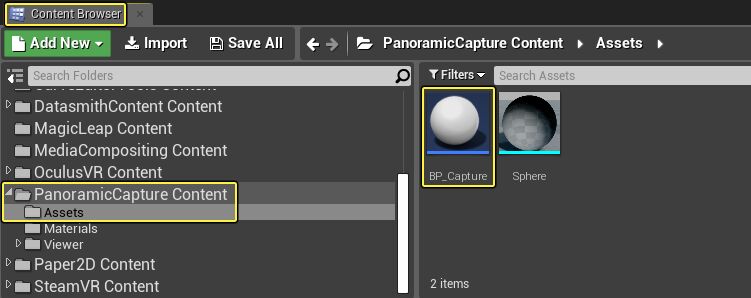 Content Browser
Add New Import Save All PanoramicCapture Content Assets
Search Folders
Filters Search Assets
DatasmithContent Content
MagicLeap Content
MediaCompositing Content
OculusVR Content
PanoramicCapture Content
Assets
Materials
Viewer
Paper2D Content
SteamVR Content
BP_Capture
Sphere
2 items